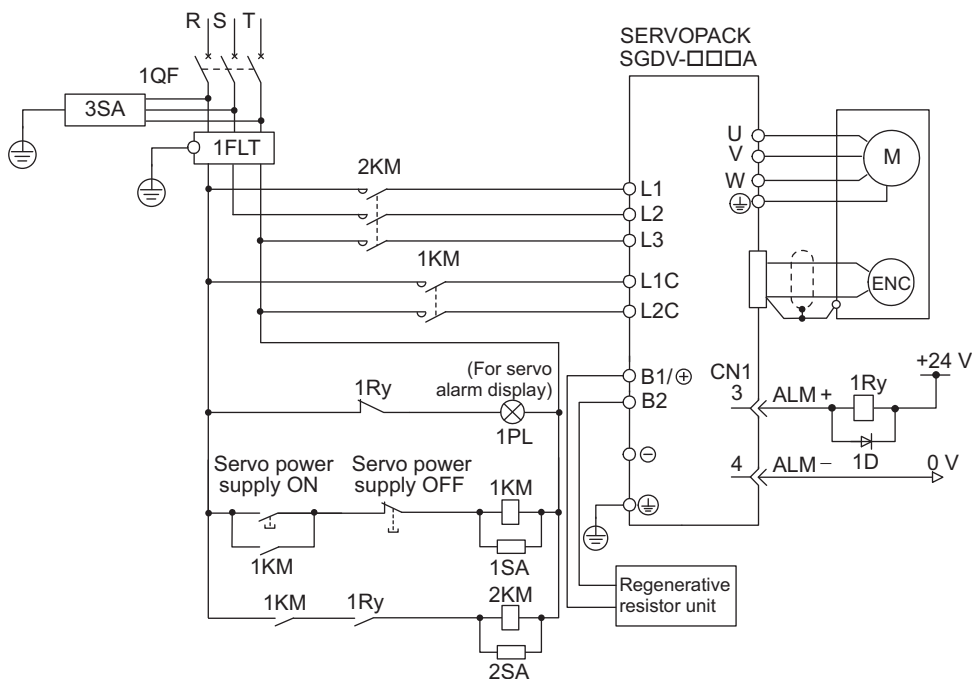 R S T
SERVOPACK
SGDV-□□□A
1QF
3SA
1FLT
2KM
L1
L2
L3
1KM
L1C
L2C
U
V
W
M
ENC
(For servo
alarm display)
1Ry
1PL
B1/⊕
B2
CN1
3
ALM+
1Ry
+24 V
1D
4
ALM−
0 V
⊖
Servo power
supply ON
Servo power
supply OFF
1KM
1KM
1SA
1KM
1Ry
2KM
2SA
Regenerative
resistor unit